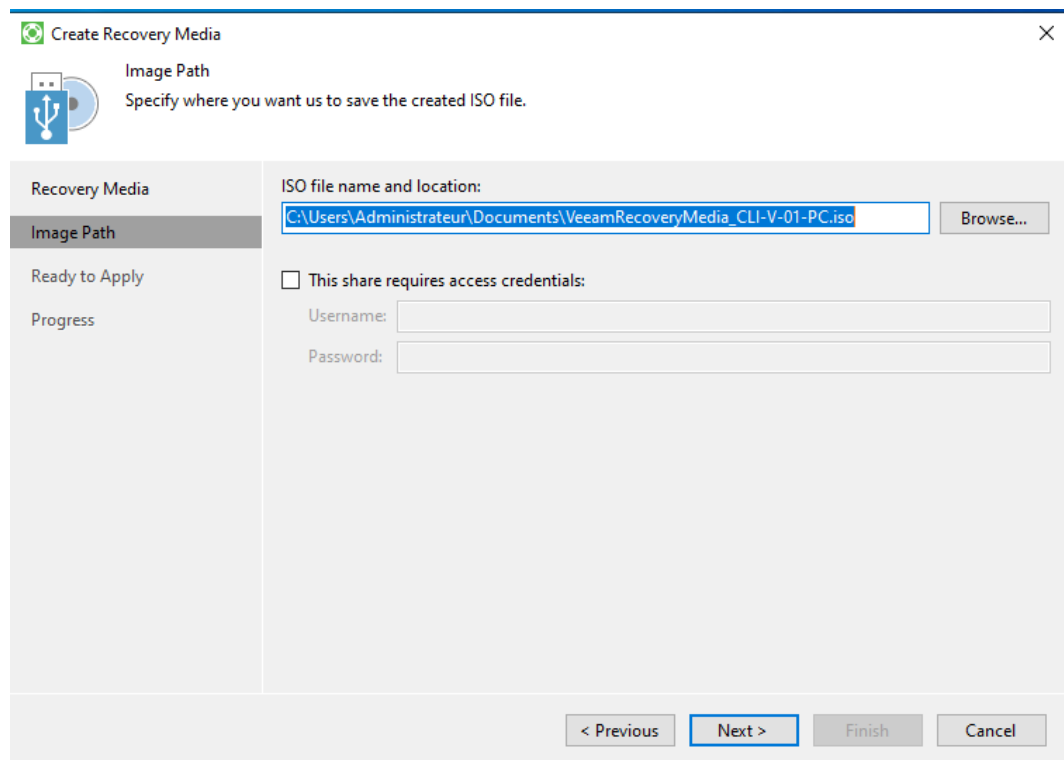 Create Recovery Media
Image Path
Specify where you want us to save the created ISO file.
Recovery Media
Image Path
Ready to Apply
Progress
ISO file name and location:
C:\Users\Administrateur\Documents\VeeamRecoveryMedia_CLI-V-01-PC.iso
Browse...
This share requires access credentials:
Username:
Password:
< Previous
Next >
Finish
Cancel